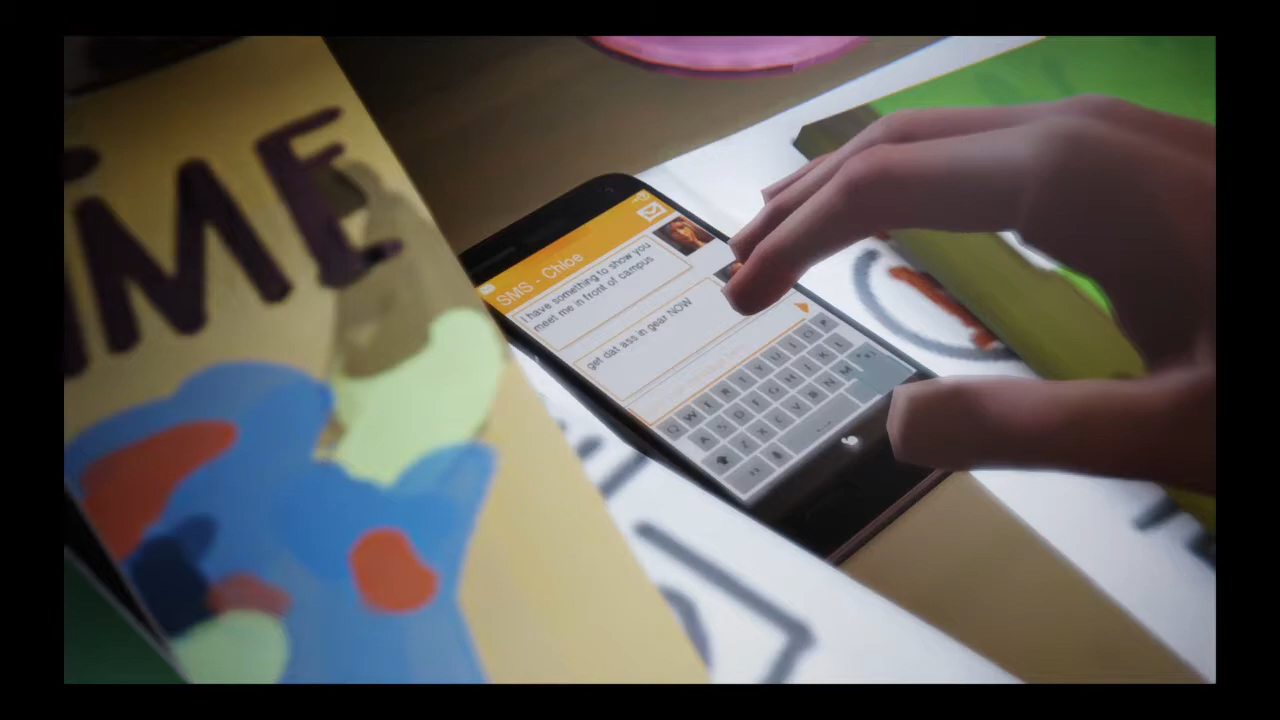 IME
SMS - Chloe
I have something to show you
meet me in front of campus
get dat ass in gear NOW
Q W E R T Y U I O P
A S D F G H J K L
Z X C V B N M